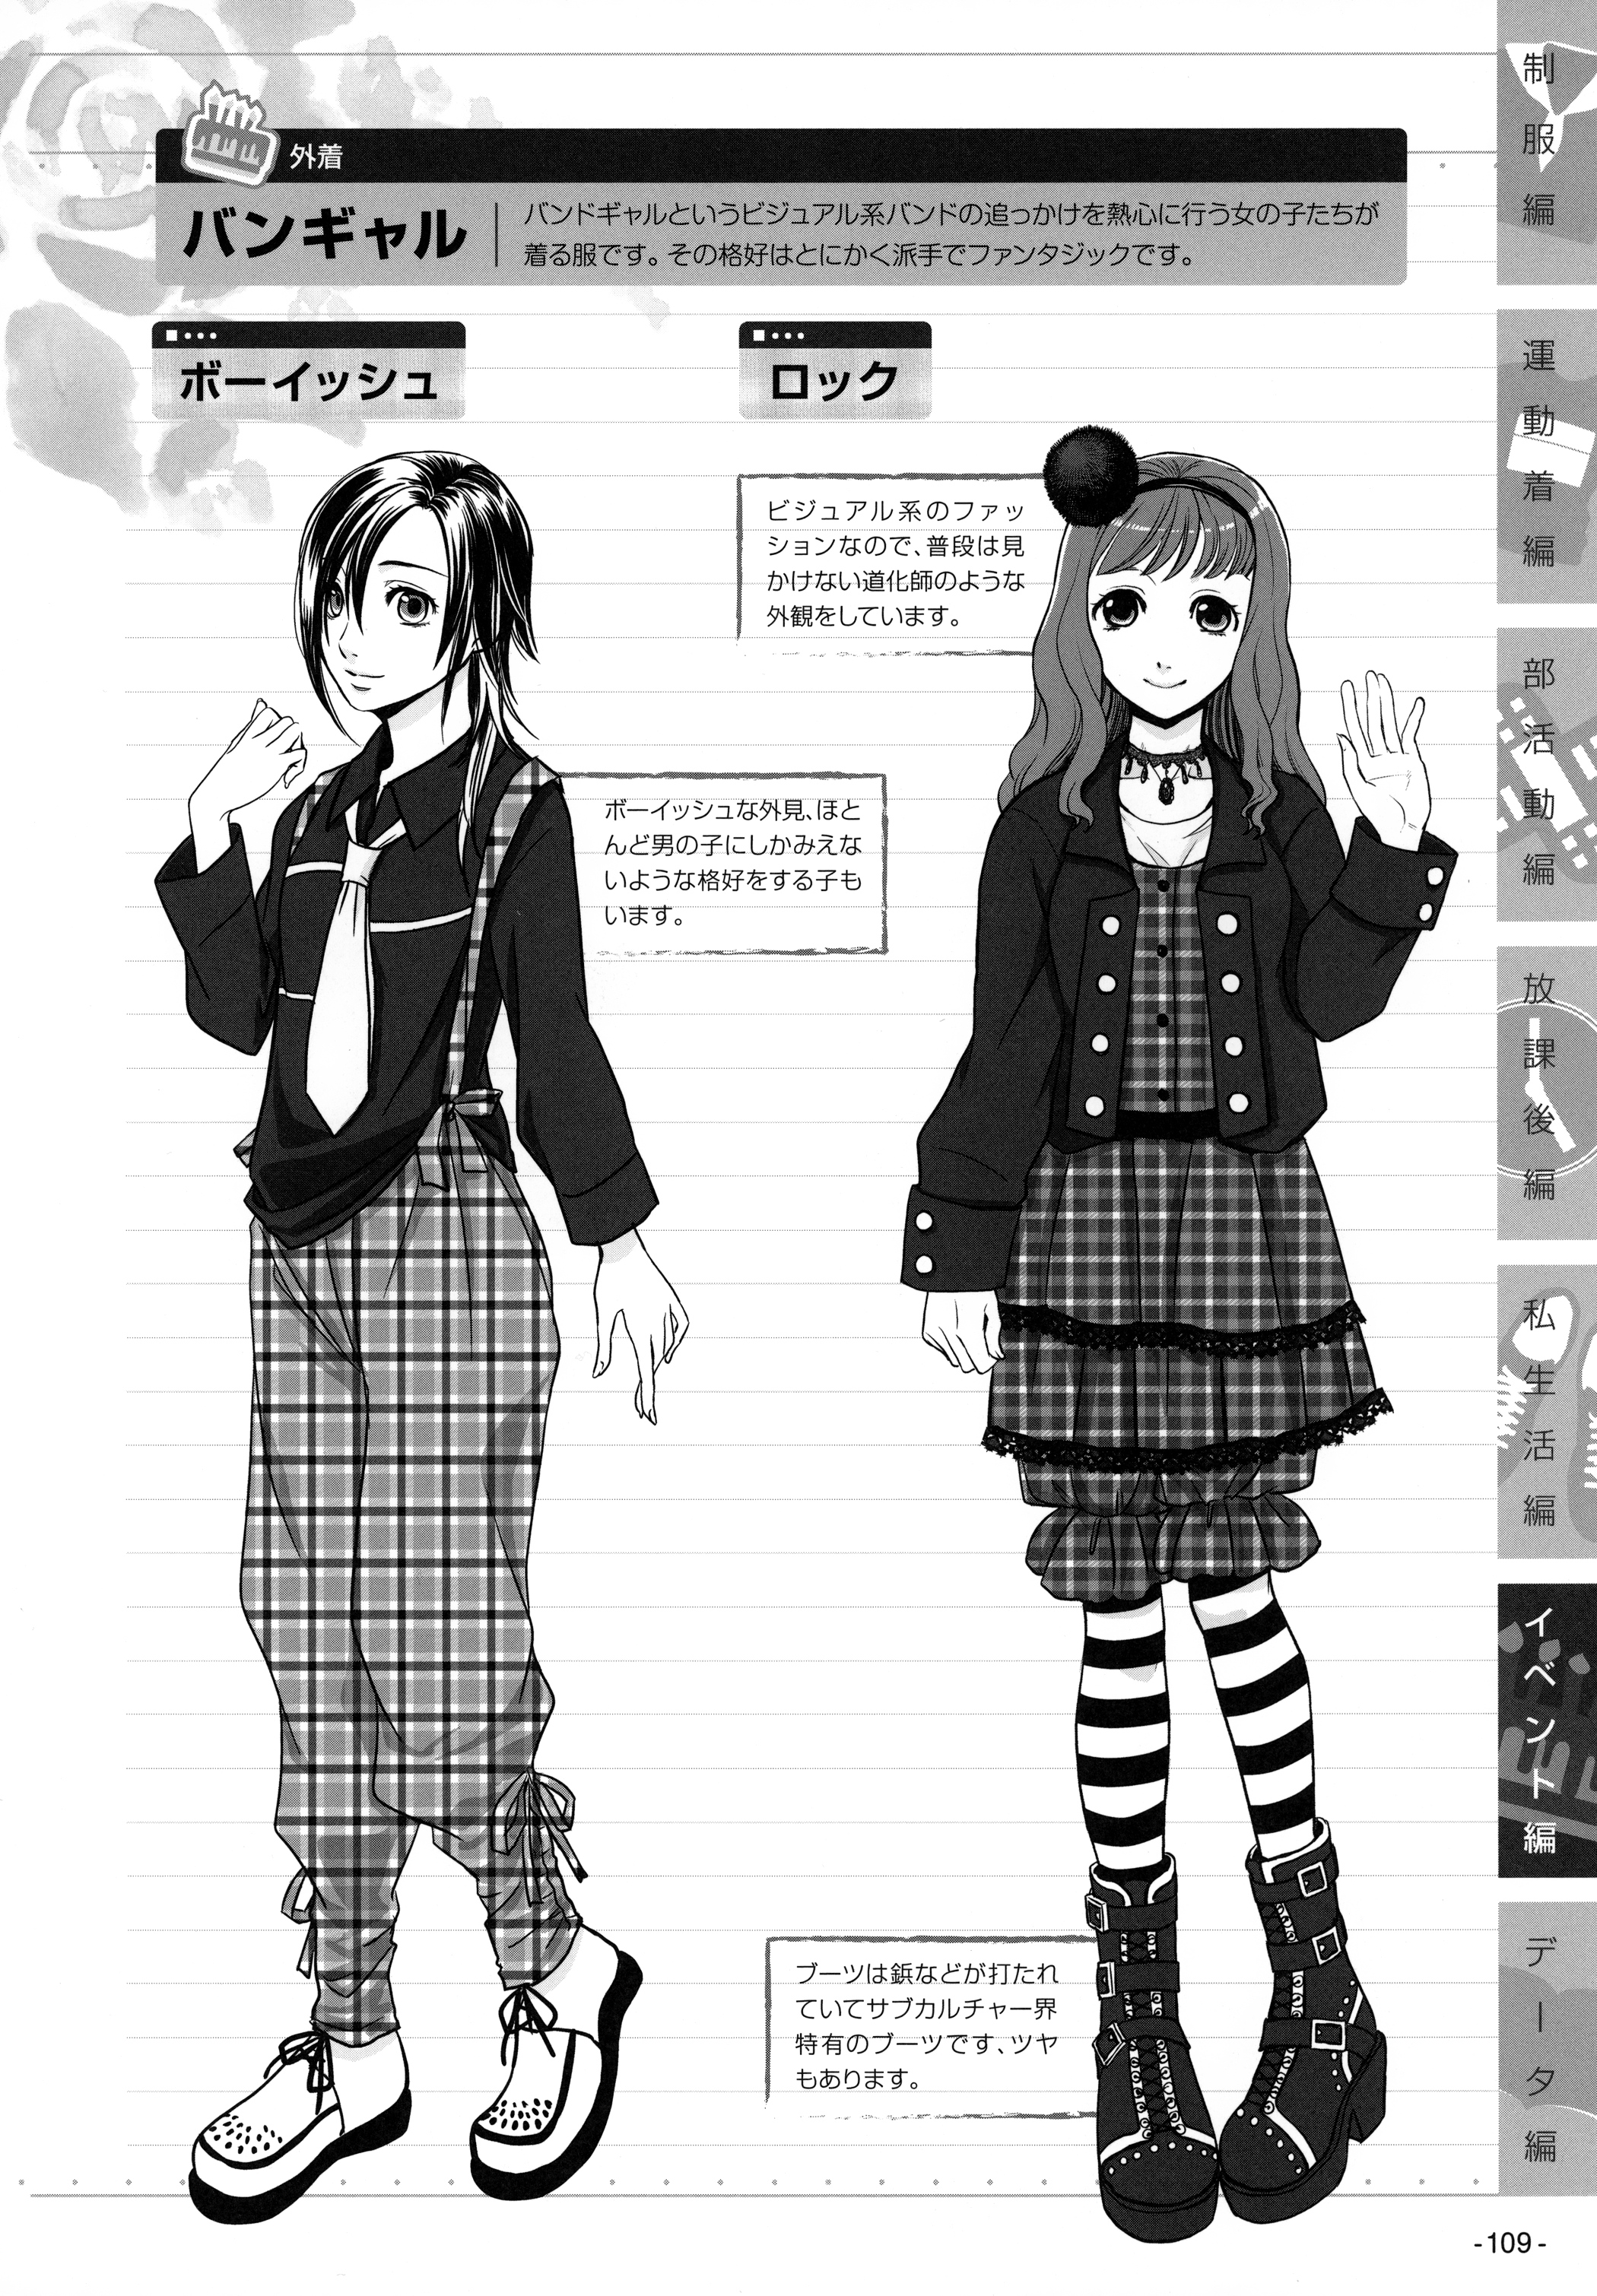 外着
バンギャル
バンドギャルというビジュアル系バンドの追っかけを熱心に行う女の子たちが
着る服です。その格好はとにかく派手でファンタジックです。
ボーイッシュ
ロック
ビジュアル系のファッ
ションなので、普段は見
かけない道化師のような
外観をしています。
ボーイッシュな外見、ほと
んど男の子にしかみえな
いような格好をする子も
います。
ブーツは鋲などが打たれ
ていてサブカルチャー界
特有のブーツです、ツヤ
もあります。
制服編
運動着編
部活動編
放課後編
私生活編
イベント編
データ編
-109-